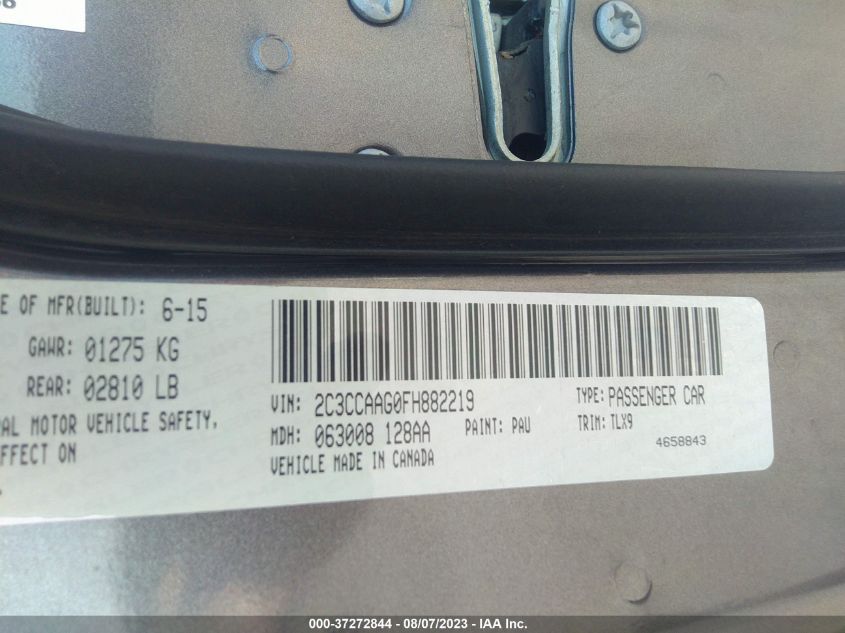 E OF MFR(BUILT): 6-15
GAWR: 01275 KG
REAR: 02810 LB
AL MOTOR VEHICLE SAFETY,
FFECT ON
VIN: 2C3CCAAG0FH882219
TYPE: PASSENGER CAR
MDH: 063008 128AA
PAINT: PAU
TRIM: TLX9
VEHICLE MADE IN CANADA
4658843
000-37272844 - 08/07/2023 - IAA Inc.